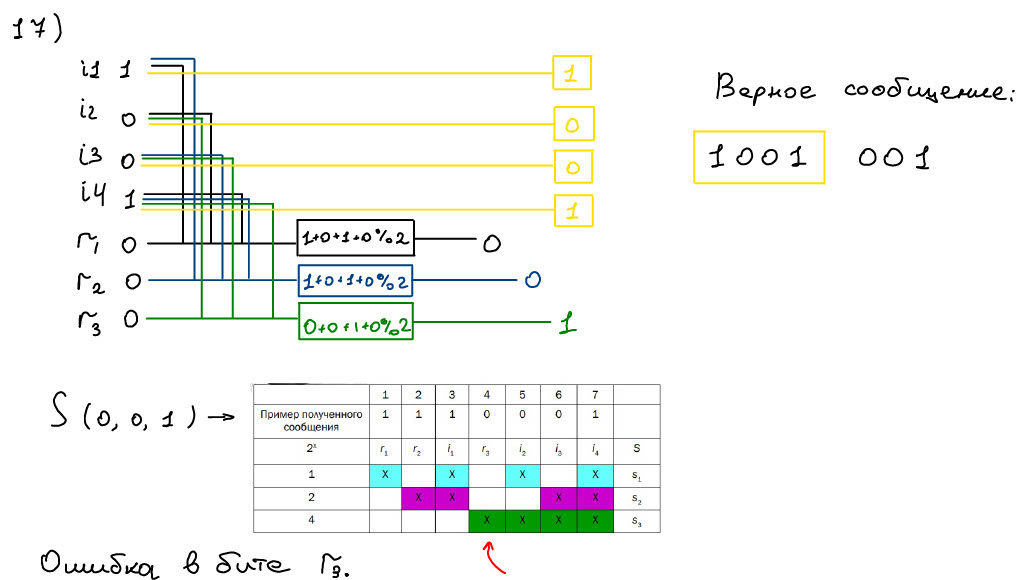 17)
i1 1 1
i2 0 0
Верное сообщение:
i3 0 0
1001 001
i4 1 1
r₁ 0 1+0+1+0%2 0
r₂ 0 1+0+1+0%2 0
r₃ 0 0+0+1+0%2 1
S (0, 0, 1) →
1 2 3 4 5 6 7
Пример полученного сообщения 1 1 1 0 0 0 1
2ˣ r₁ r₂ i₁ r₃ i₂ i₃ i₄ S
1 X X X X s₁
2 X X X X s₂
4 X X X X s₃
Ошибка в бите r₃.